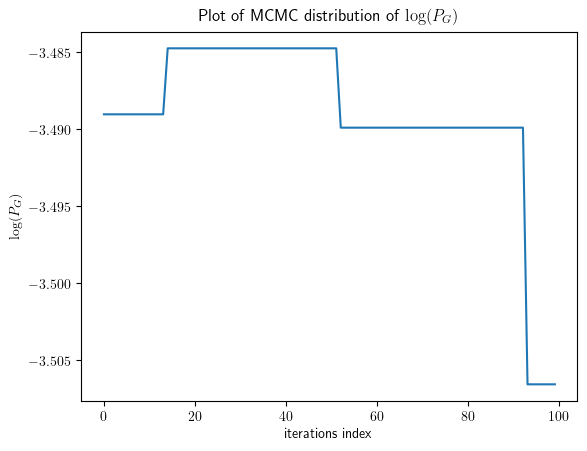 Plot of MCMC distribution of log(P_G)
−3.485
−3.490
−3.495
−3.500
−3.505
log(P_G)
0 20 40 60 80 100
iterations index